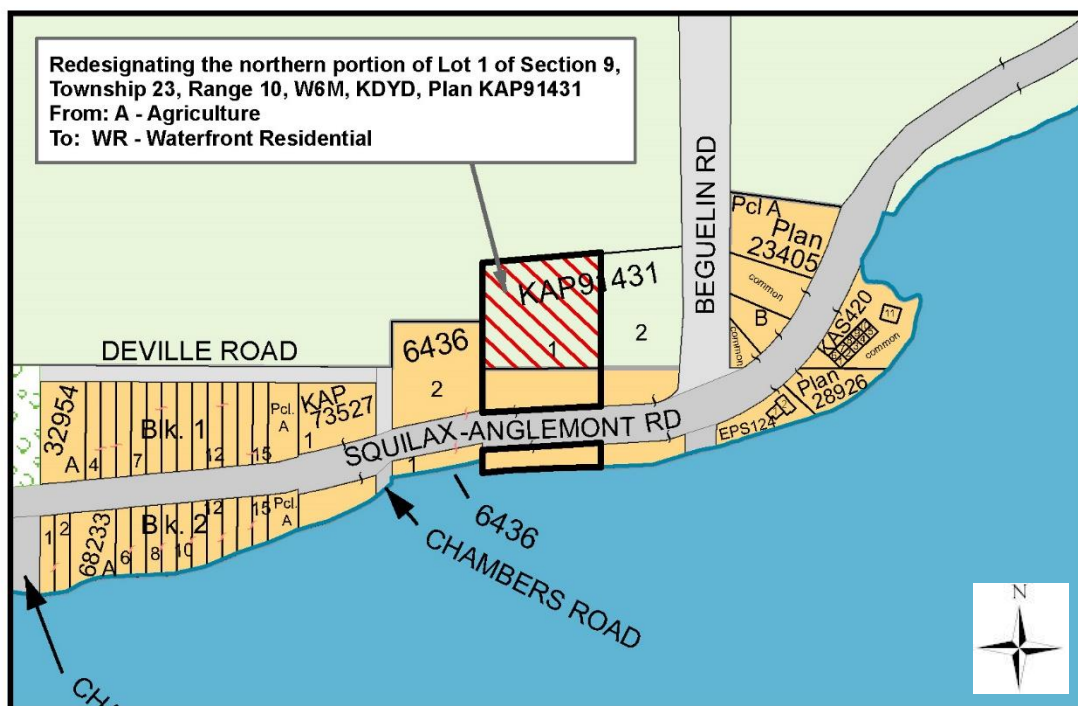 Redesignating the northern portion of Lot 1 of Section 9,
Township 23, Range 10, W6M, KDYD, Plan KAP91431
From: A - Agriculture
To: WR - Waterfront Residential
BEGUELIN RD
Pcl A
Plan
23405
common
B
common
KAS420
11
common
Plan
28926
EPS124
KAP91431
1
2
DEVILLE ROAD
6436
2
SQUILAX-ANGLEMONT RD
1
32954
A
4
Blk. 1
7
12
15
Pcl.
A
KAP
73527
1
1
2
68233
A
Blk. 2
6
8
10
12
15
Pcl.
A
6436
CHAMBERS ROAD
N